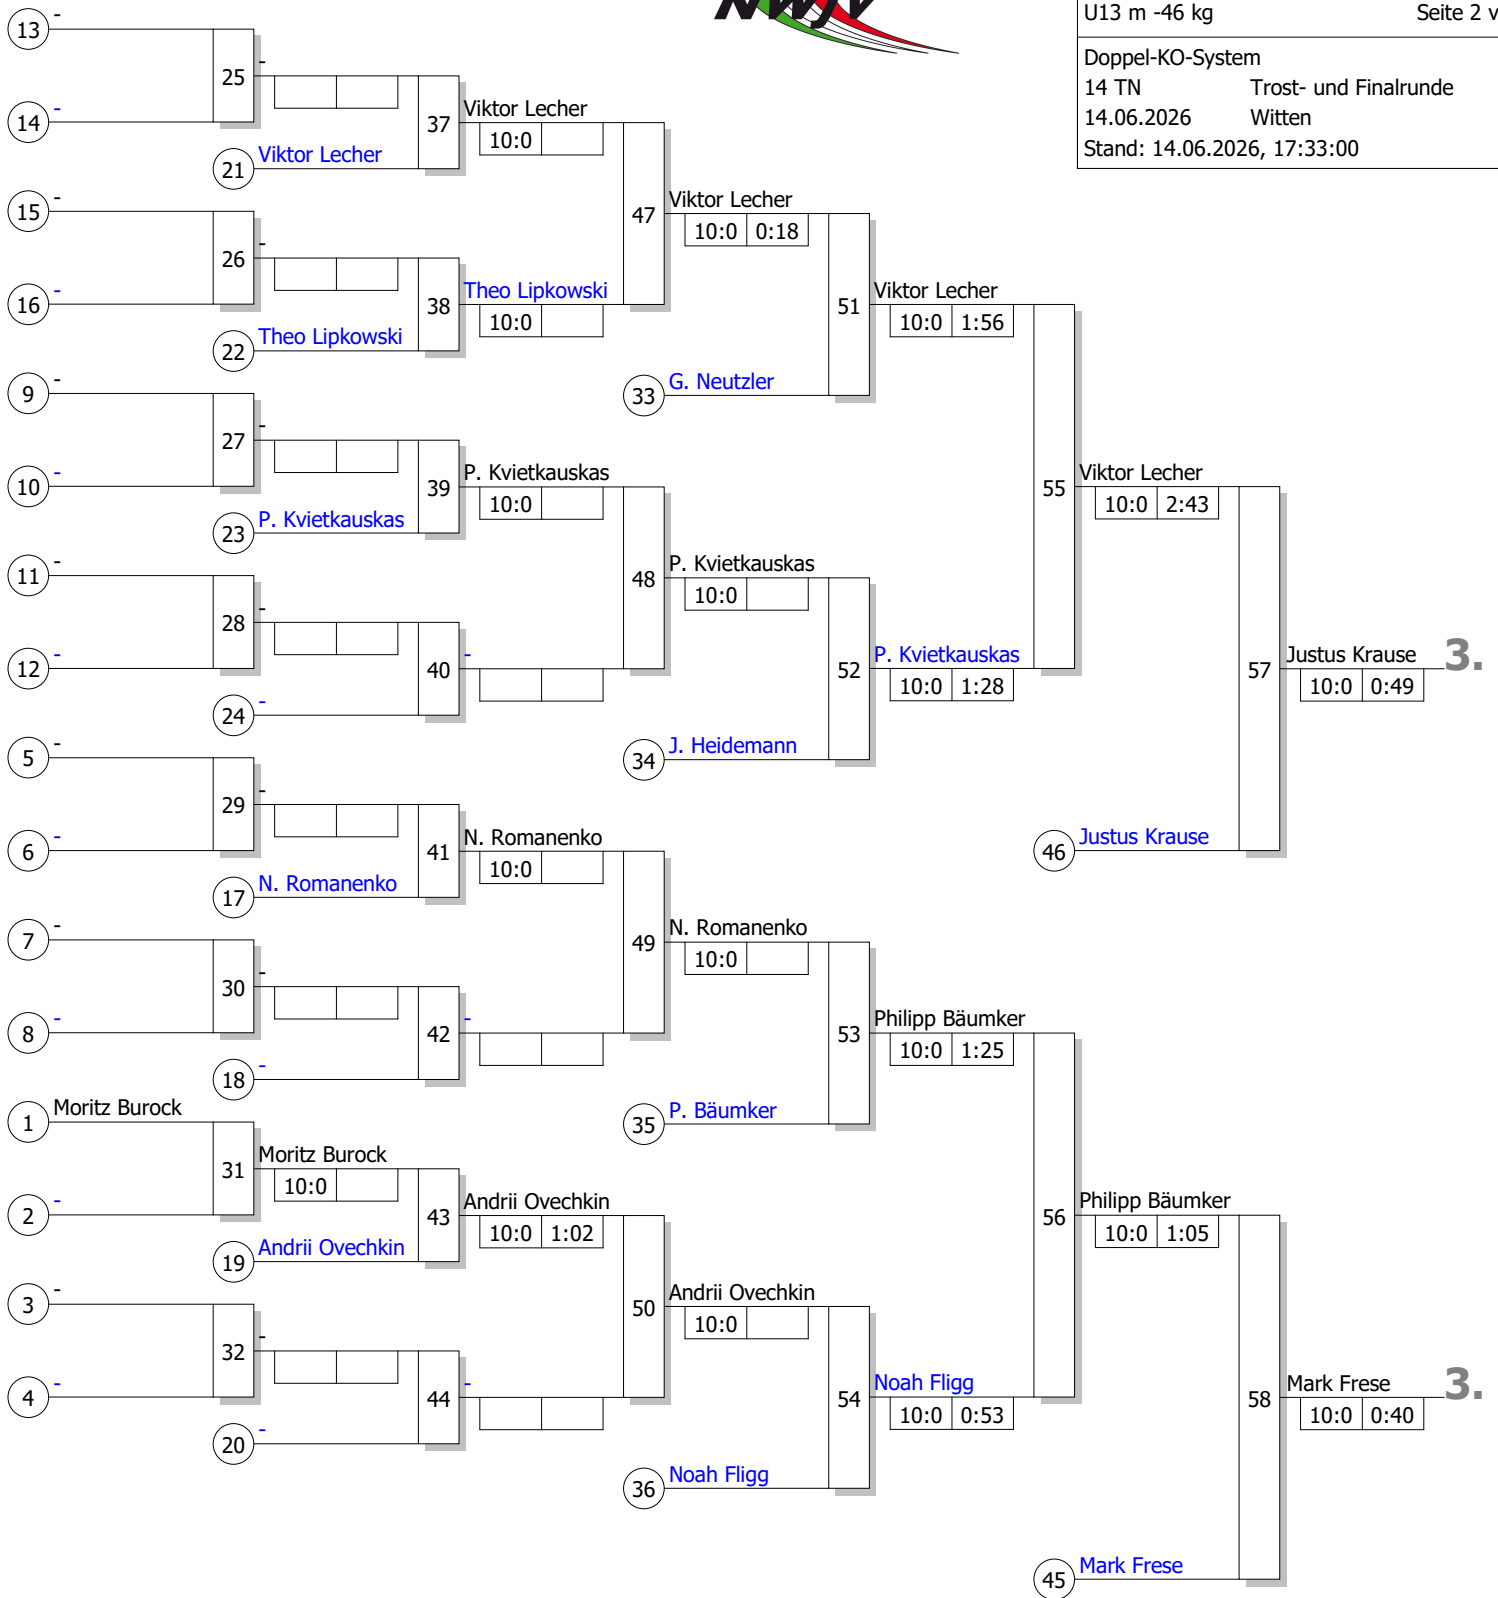 NWJV
U13 m -46 kg Seite 2 v
Doppel-KO-System
14 TN Trost- und Finalrunde
14.06.2026 Witten
Stand: 14.06.2026, 17:33:00
13 -
25 -
14 -
37 Viktor Lecher
10:0
21 Viktor Lecher
15 -
47 Viktor Lecher
10:0 0:18
26 -
16 -
38 Theo Lipkowski
10:0
22 Theo Lipkowski
51 Viktor Lecher
10:0 1:56
33 G. Neutzler
9 -
27 -
10 -
39 P. Kvietkauskas
10:0
23 P. Kvietkauskas
55 Viktor Lecher
10:0 2:43
11 -
48 P. Kvietkauskas
10:0
28 -
12 -
40 -
24 -
52 P. Kvietkauskas
10:0 1:28
57 Justus Krause 3.
10:0 0:49
34 J. Heidemann
5 -
29 -
6 -
41 N. Romanenko
10:0
46 Justus Krause
17 N. Romanenko
7 -
49 N. Romanenko
10:0
30 -
8 -
42 -
18 -
53 Philipp Bäumker
10:0 1:25
35 P. Bäumker
1 Moritz Burock
31 Moritz Burock
10:0
2 -
43 Andrii Ovechkin
10:0 1:02
56 Philipp Bäumker
10:0 1:05
19 Andrii Ovechkin
3 -
50 Andrii Ovechkin
10:0
32 -
4 -
44 -
20 -
54 Noah Fligg
10:0 0:53
58 Mark Frese 3.
10:0 0:40
36 Noah Fligg
45 Mark Frese